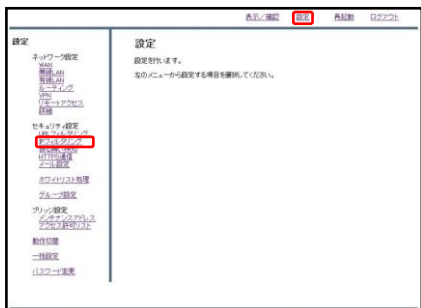 表示/確認 設定 再起動 ログアウト
設定
ネットワーク設定
WAN
無線LAN
有線LAN
ルーティング
VPN
リモートアクセス
詳細
セキュリティ設定
URLフィルタリング
IPフィルタリング
HTTPS通信
メール設定
ホワイトリスト処理
グループ設定
ブリッジ設定
メンテナンスアドレス
アクセス許可リスト
動作切替
一括設定
パスワード変更
設定
設定を行います。
左のメニューから設定する項目を選択してください。